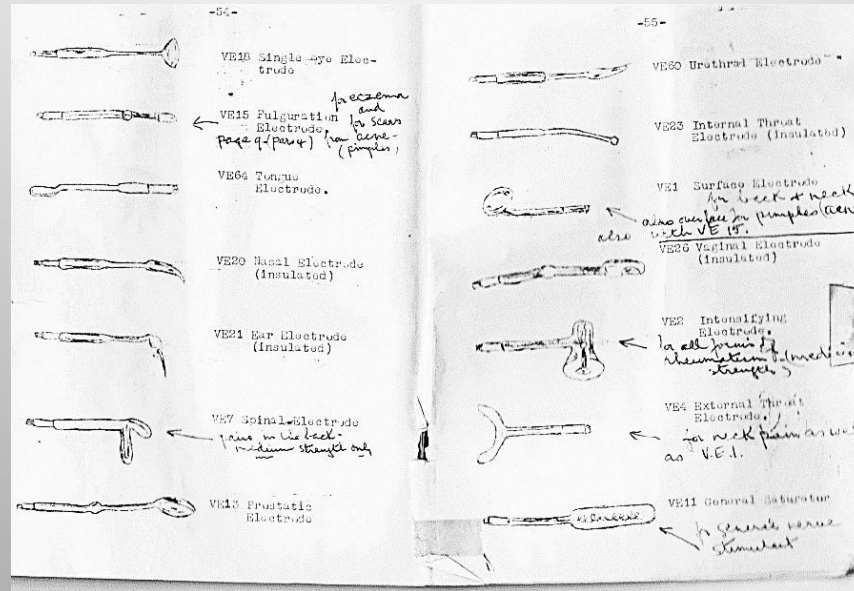 -54-
VE18 Single Eye Elec-
trode
VE15 Fulguration
Electrode.
for eczema
and
for scars
from acne-
(pimples)
page 9 (par 4)
VE64 Tongue
Electrode.
VE20 Nasal Electrode
(insulated)
VE21 Ear Electrode
(insulated)
VE7 Spinal Electrode
pains in the back-
medium strength only
VE13 Prostatic
Electrode
-55-
VE60 Urethral Electrode
VE23 Internal Throat
Electrode (insulated)
VE1 Surface Electrode
for back & neck
also for pimples
also with VE 15.
VE26 Vaginal Electrode
(insulated)
VE2 Intensifying
Electrode.
for all forms of
rheumatism
strength
VE4 External Throat
Electrode.
for neck pain as
as V.E.1.
VE11 General Saturator
for general nerve
stimulant